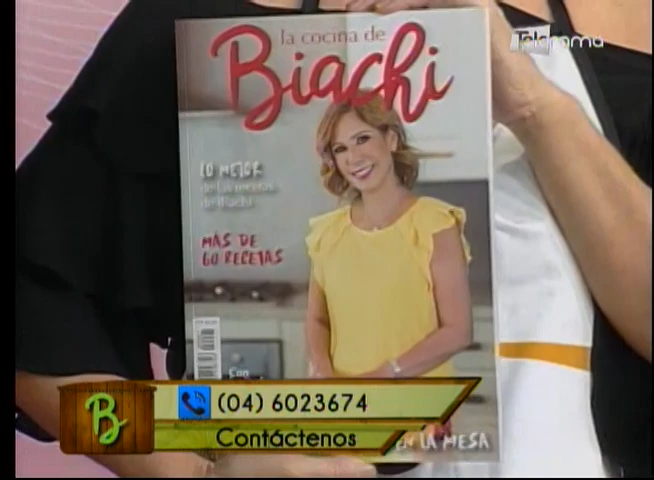 la cocina de
Biachi
Telerama
LO MEJOR
de las recetas
de Biachi
MÁS DE
60 RECETAS
Con
B
(04) 6023674
Contáctenos
EN LA MESA